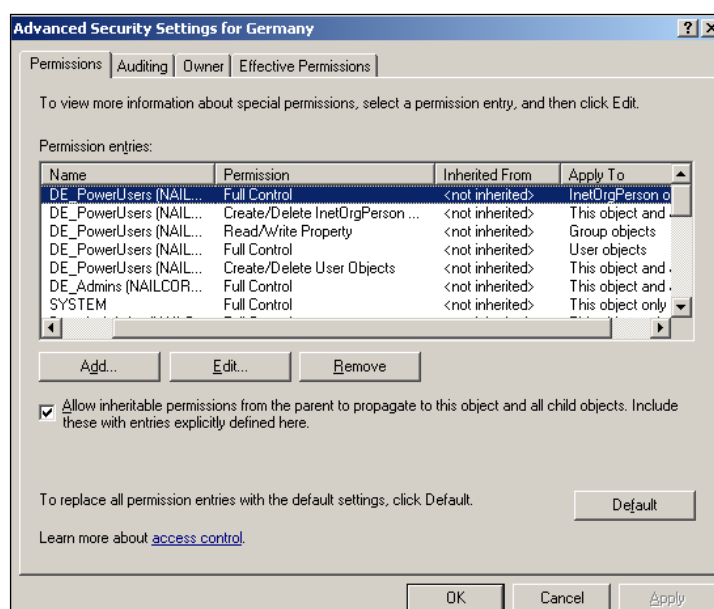 Advanced Security Settings for Germany
Permissions Auditing Owner Effective Permissions
To view more information about special permissions, select a permission entry, and then click Edit.
Permission entries:
Name Permission Inherited From Apply To
DE_PowerUsers (NAIL... Full Control <not inherited> InetOrgPerson o
DE_PowerUsers (NAIL... Create/Delete InetOrgPerson ... <not inherited> This object and
DE_PowerUsers (NAIL... Read/Write Property <not inherited> Group objects
DE_PowerUsers (NAIL... Full Control <not inherited> User objects
DE_PowerUsers (NAIL... Create/Delete User Objects <not inherited> This object and
DE_Admins (NAILCOR... Full Control <not inherited> This object and
SYSTEM Full Control <not inherited> This object only
Add... Edit... Remove
Allow inheritable permissions from the parent to propagate to this object and all child objects. Include
these with entries explicitly defined here.
To replace all permission entries with the default settings, click Default. Default
Learn more about access control.
OK Cancel Apply